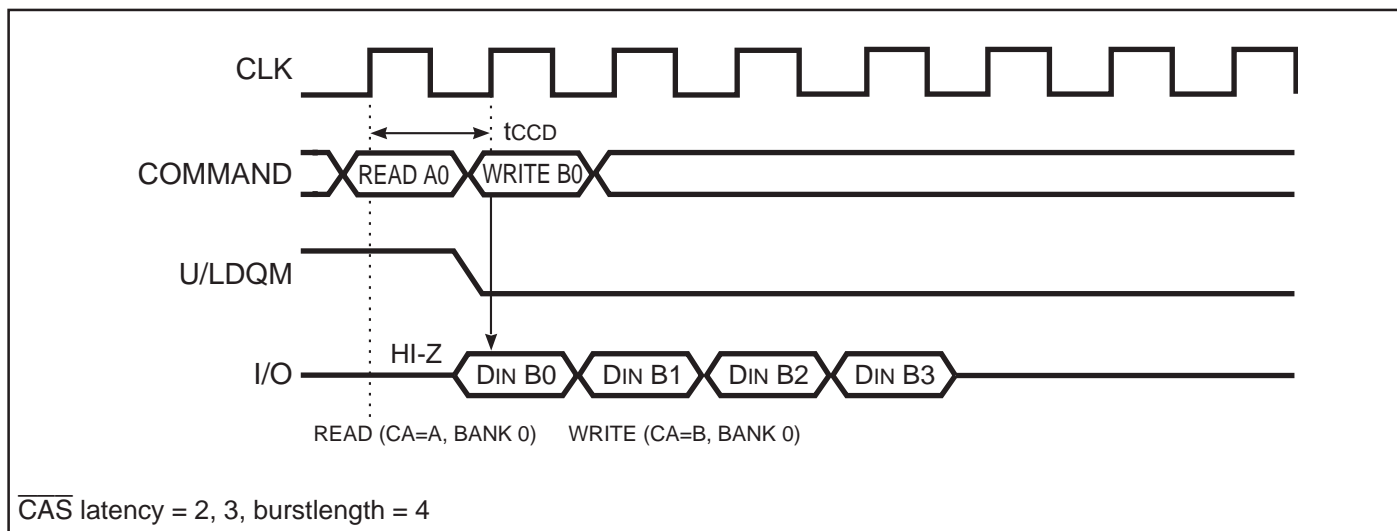 CLK
tCCD
COMMAND READ A0 WRITE B0
U/LDQM
HI-Z
I/O DIN B0 DIN B1 DIN B2 DIN B3
READ (CA=A, BANK 0) WRITE (CA=B, BANK 0)
C̅A̅S̅ latency = 2, 3, burstlength = 4